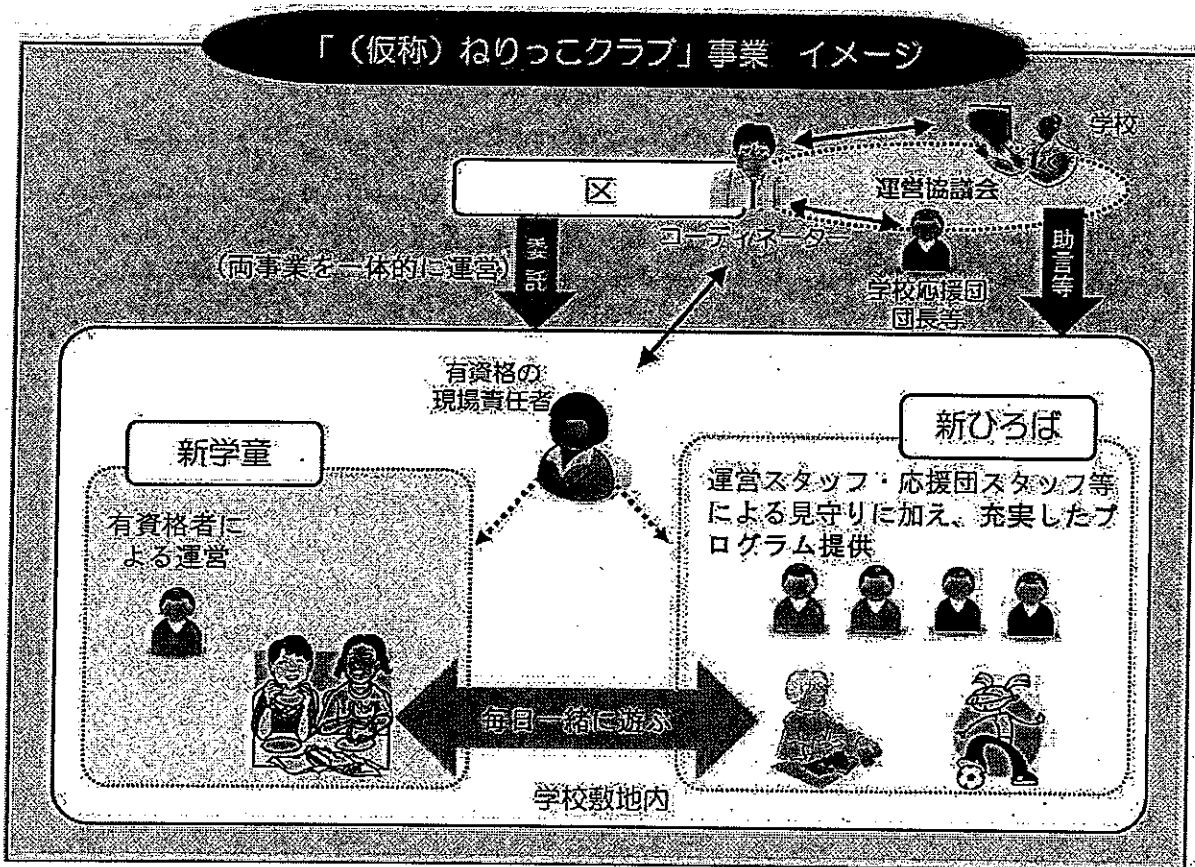 「（仮称）ねりっこクラブ」事業　イメージ
学校
区
運営協議会
コーディネーター
委託
(両事業を一体的に運営)
助言等
学校応援団
団長等
有資格の
現場責任者
新学童
有資格者に
よる運営
新ひろば
運営スタッフ・応援団スタッフ等
による見守りに加え、充実したプ
ログラム提供
毎日一緒に遊ぶ
学校敷地内